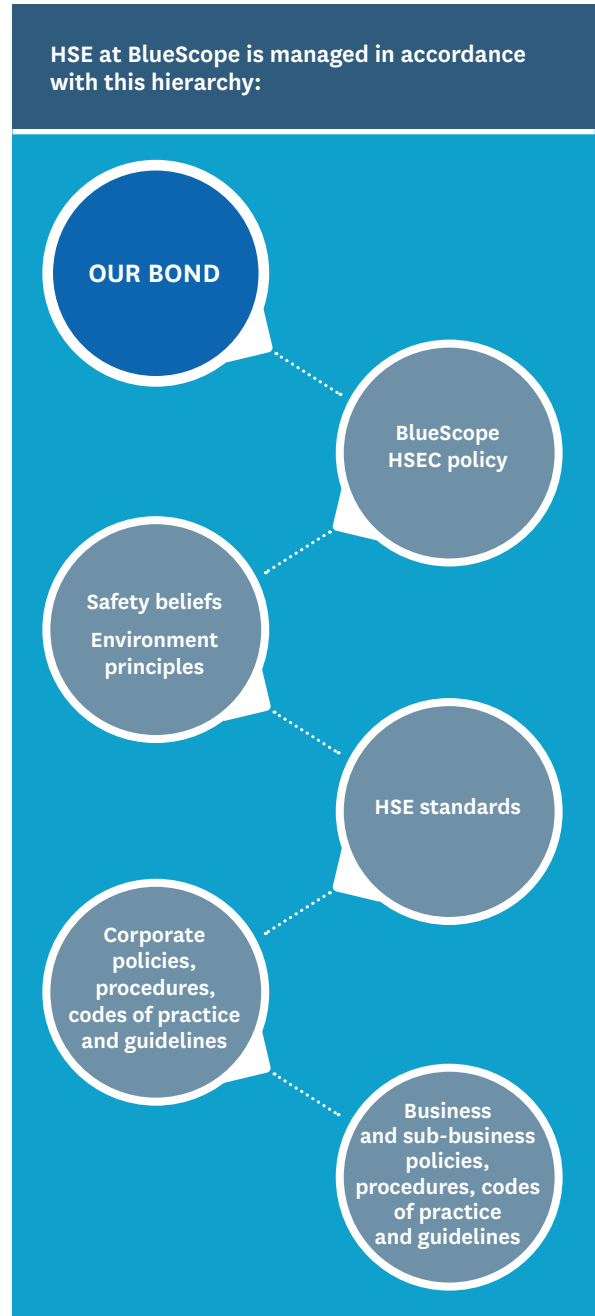 HSE at BlueScope is managed in accordance
with this hierarchy:
OUR BOND
BlueScope
HSEC policy
Safety beliefs
Environment
principles
HSE standards
Corporate
policies,
procedures,
codes of practice
and guidelines
Business
and sub-business
policies,
procedures, codes
of practice
and guidelines